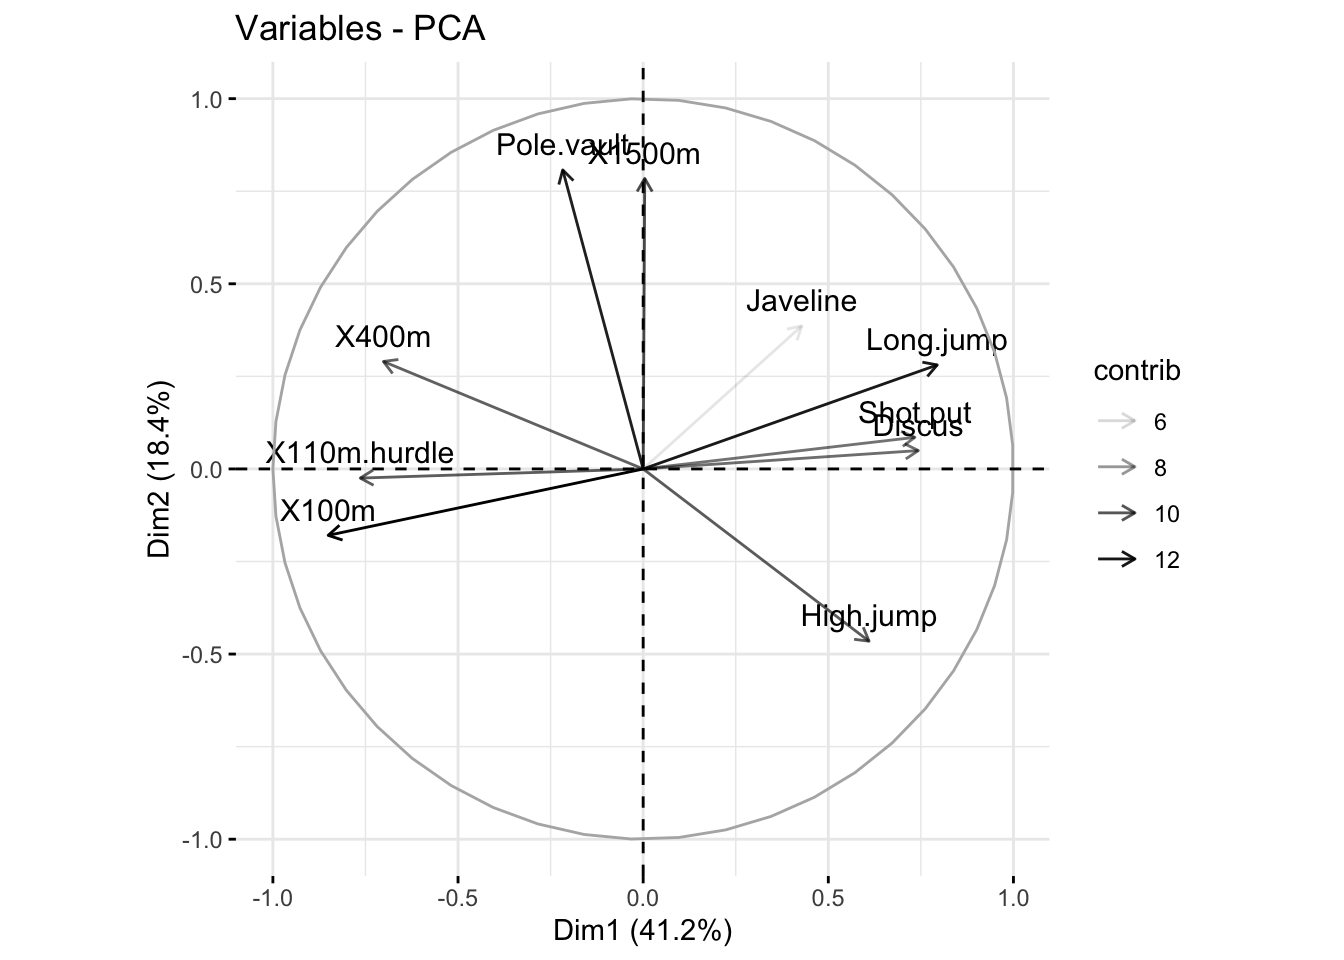 Variables - PCA
1.0
0.5
0.0
-0.5
-1.0
Dim2 (18.4%)
Pole.vault
X1500m
Javeline
Long.jump
X400m
Shot.put
Discus
X110m.hurdle
X100m
High.jump
-1.0
-0.5
0.0
0.5
1.0
Dim1 (41.2%)
contrib
6
8
10
12